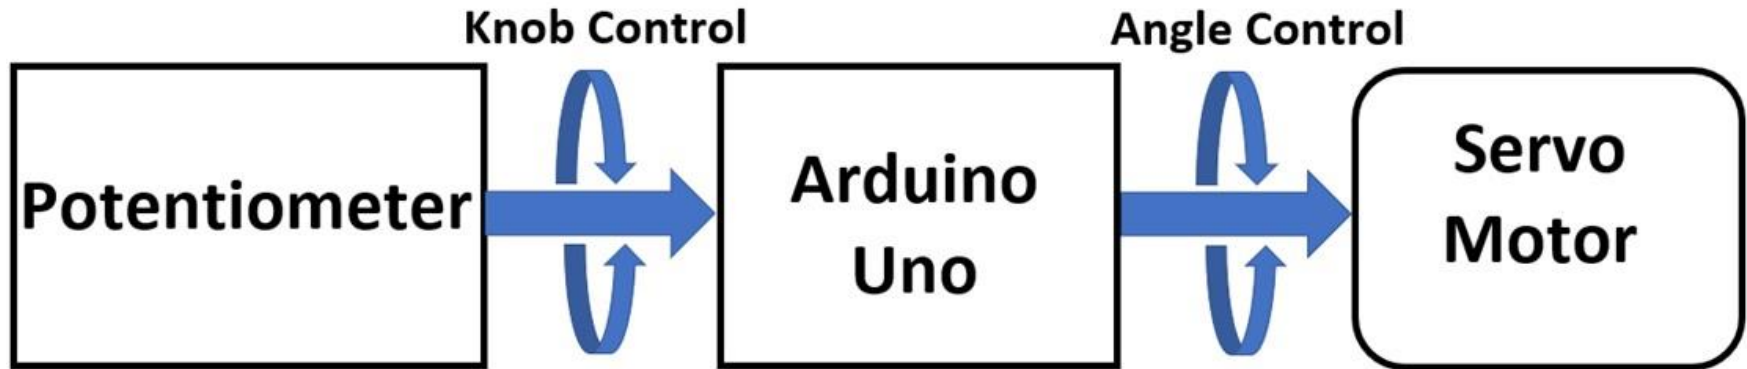 Knob Control
Angle Control
Potentiometer
Arduino
Uno
Servo
Motor